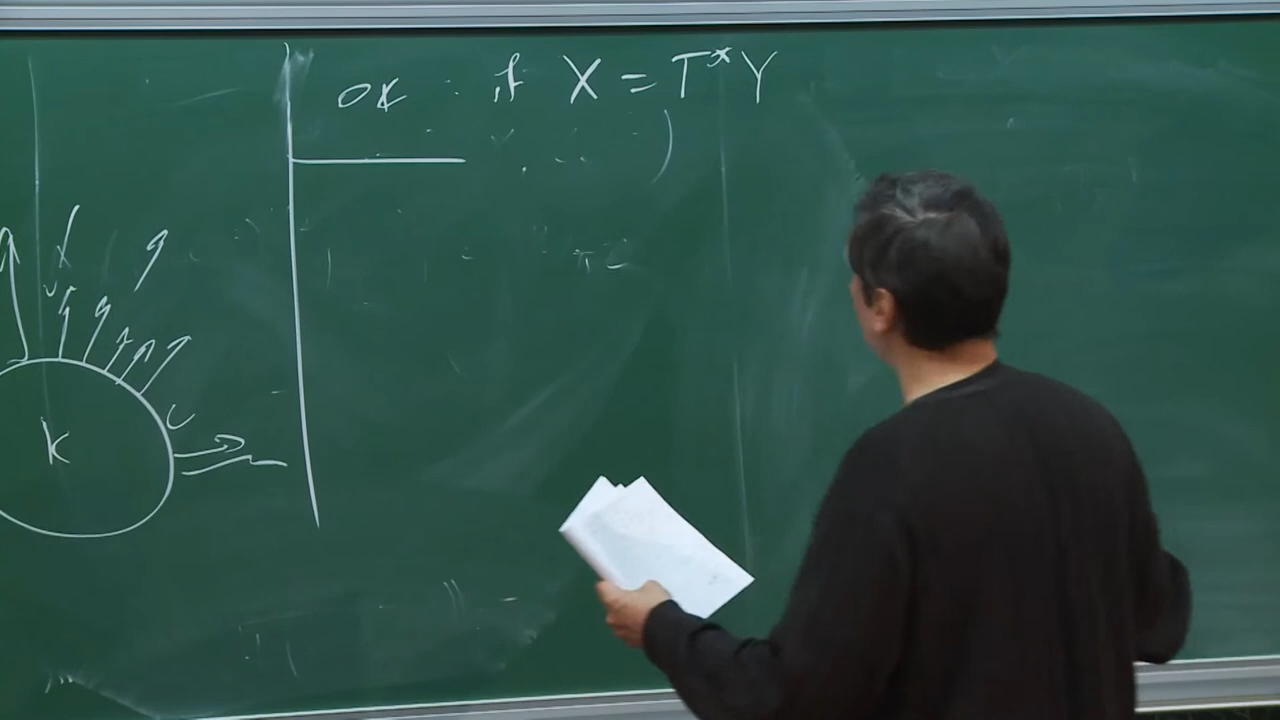 ok : if X = T*Y
K